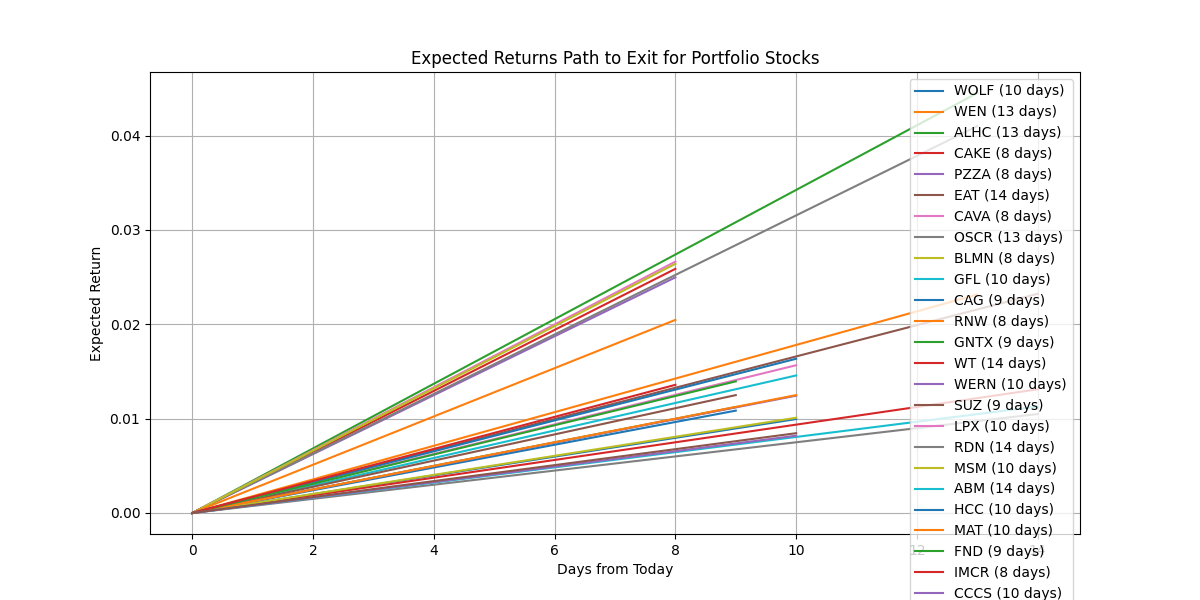 Expected Returns Path to Exit for Portfolio Stocks
Expected Return
0.04
0.03
0.02
0.01
0.00
0
2
4
6
8
10
12
Days from Today
WOLF (10 days)
WEN (13 days)
ALHC (13 days)
CAKE (8 days)
PZZA (8 days)
EAT (14 days)
CAVA (8 days)
OSCR (13 days)
BLMN (8 days)
GFL (10 days)
CAG (9 days)
RNW (8 days)
GNTX (9 days)
WT (14 days)
WERN (10 days)
SUZ (9 days)
LPX (10 days)
RDN (14 days)
MSM (10 days)
ABM (14 days)
HCC (10 days)
MAT (10 days)
FND (9 days)
IMCR (8 days)
CCCS (10 days)